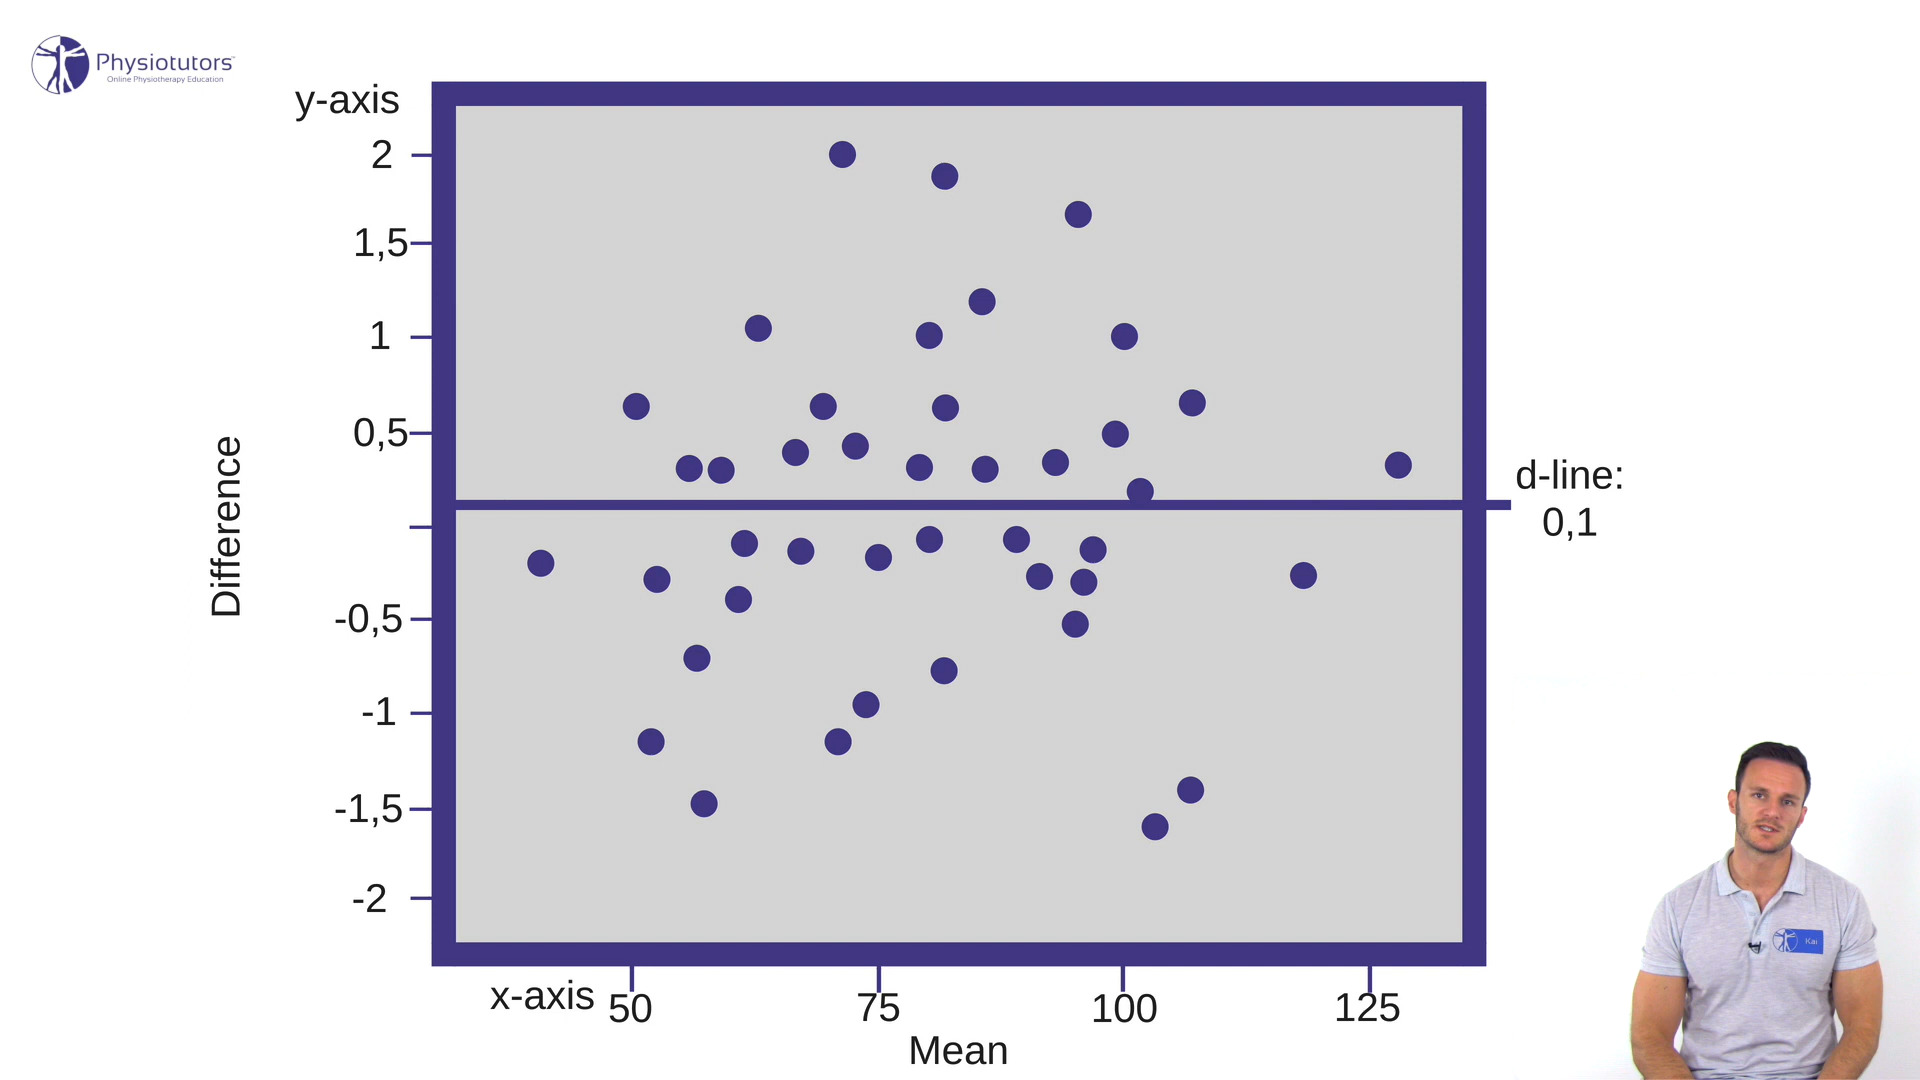 Physiotutors
Online Physiotherapy Education
y-axis
2
1,5
1
0,5
-0,5
-1
-1,5
-2
Difference
d-line:
0,1
x-axis
50
75
100
125
Mean
Kai